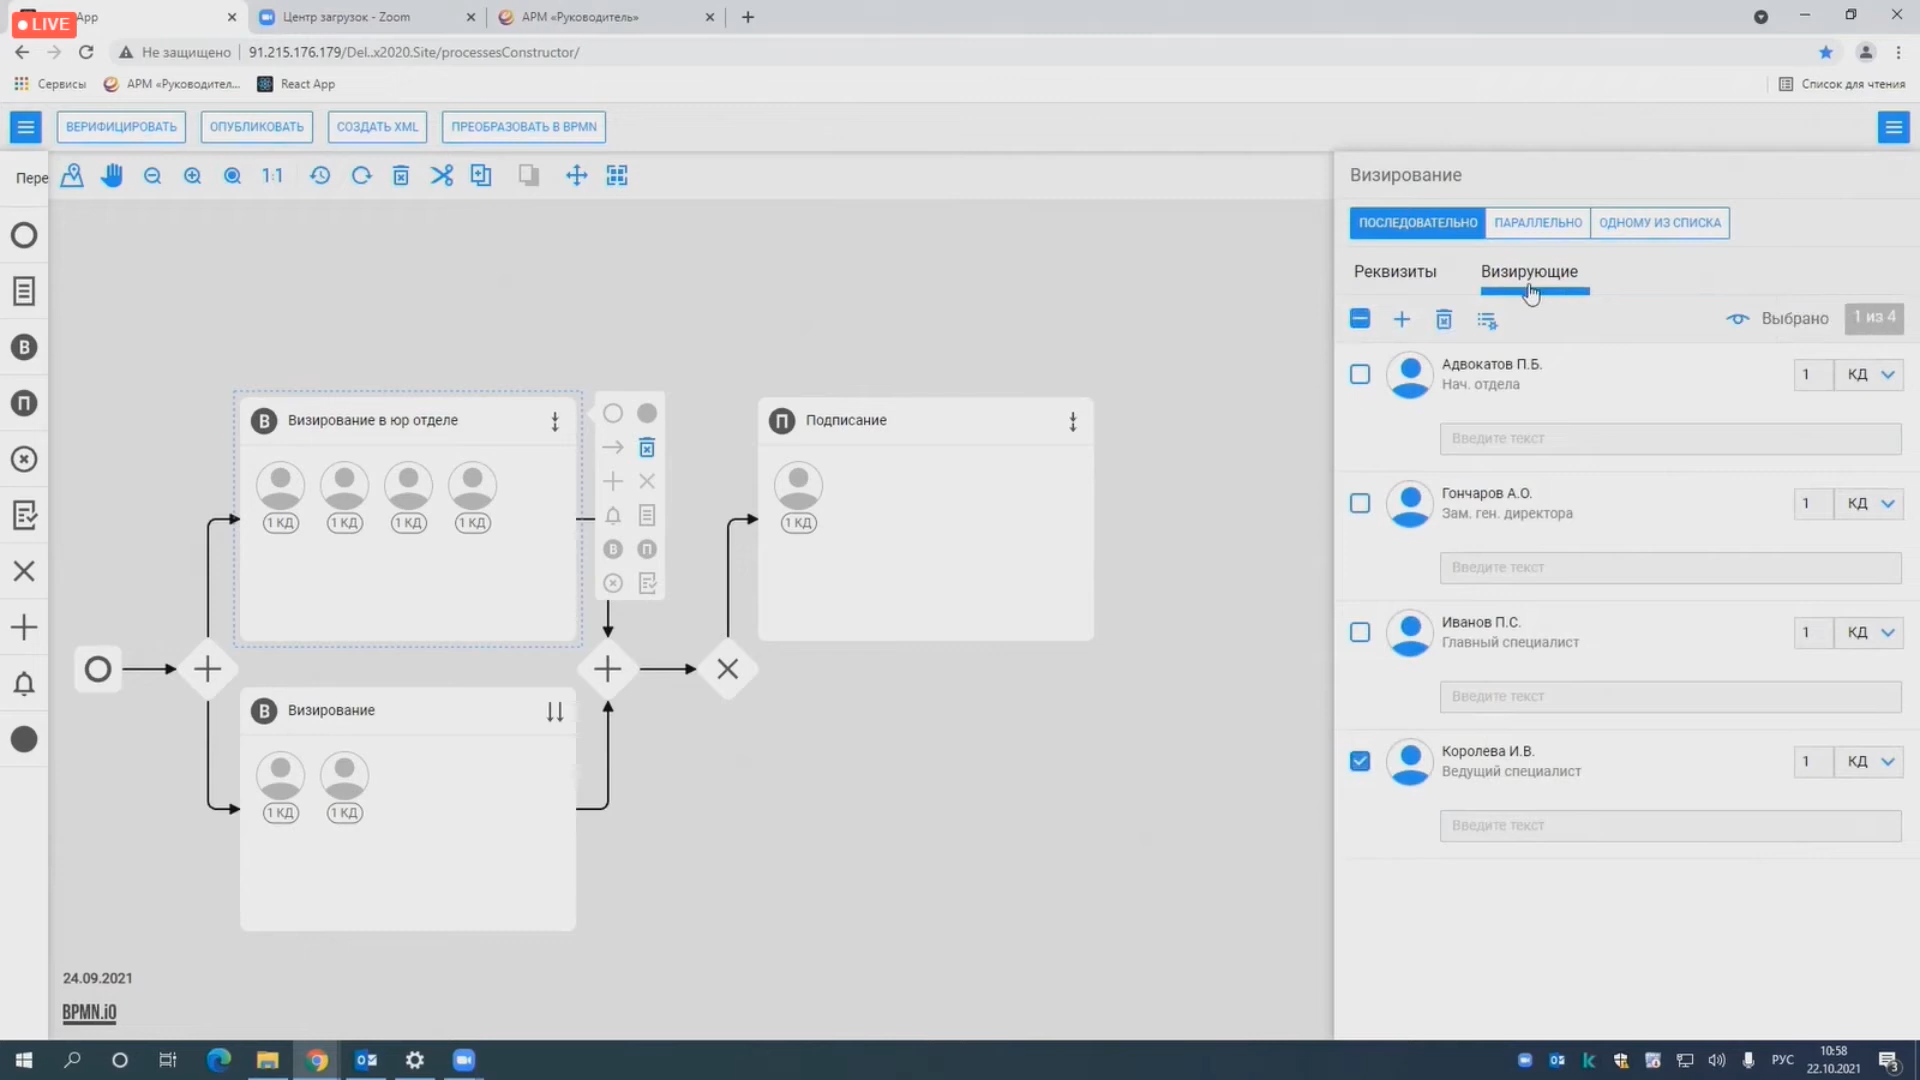 LIVE
App
Центр загрузок - Zoom
АРМ «Руководитель»
Не защищено
91.215.176.179/Del..x2020.Site/processesConstructor/
Сервисы
АРМ «Руководител...
React App
Список для чтения
ВЕРИФИЦИРОВАТЬ
ОПУБЛИКОВАТЬ
СОЗДАТЬ XML
ПРЕОБРАЗОВАТЬ В BPMN
Пере
1:1
В
П
В Визирование в юр отделе
1 КД
1 КД
1 КД
1 КД
В
П
П Подписание
1 КД
В Визирование
1 КД
1 КД
24.09.2021
BPMN.iO
Визирование
ПОСЛЕДОВАТЕЛЬНО
ПАРАЛЛЕЛЬНО
ОДНОМУ ИЗ СПИСКА
Реквизиты
Визирующие
Выбрано
1 из 4
Адвокатов П.Б.
Нач. отдела
1 КД
Введите текст
Гончаров А.О.
Зам. ген. директора
1 КД
Введите текст
Иванов П.С.
Главный специалист
1 КД
Введите текст
Королева И.В.
Ведущий специалист
1 КД
Введите текст
РУС
10:58
22.10.2021
3